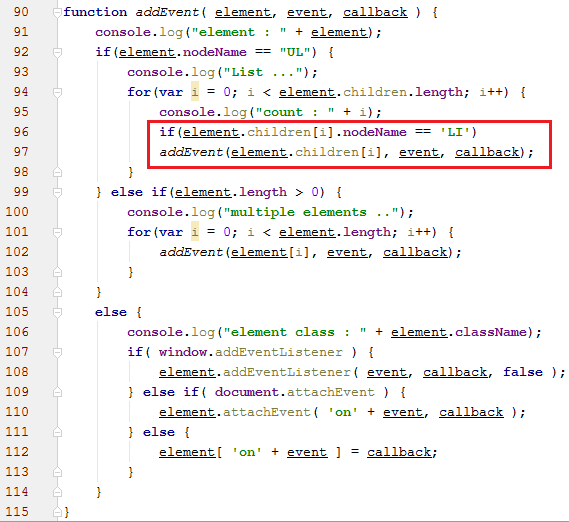 90 function addEvent( element, event, callback ) {
91 console.log("element : " + element);
92 if(element.nodeName == "UL") {
93 console.log("List ...");
94 for(var i = 0; i < element.children.length; i++) {
95 console.log("count : " + i);
96 if(element.children[i].nodeName == 'LI')
97 addEvent(element.children[i], event, callback);
98 }
99 } else if(element.length > 0) {
100 console.log("multiple elements ..");
101 for(var i = 0; i < element.length; i++) {
102 addEvent(element[i], event, callback);
103 }
104 }
105 else {
106 console.log("element class : " + element.className);
107 if( window.addEventListener ) {
108 element.addEventListener( event, callback, false );
109 } else if( document.attachEvent ) {
110 element.attachEvent( 'on' + event, callback );
111 } else {
112 element[ 'on' + event ] = callback;
113 }
114 }
115 }